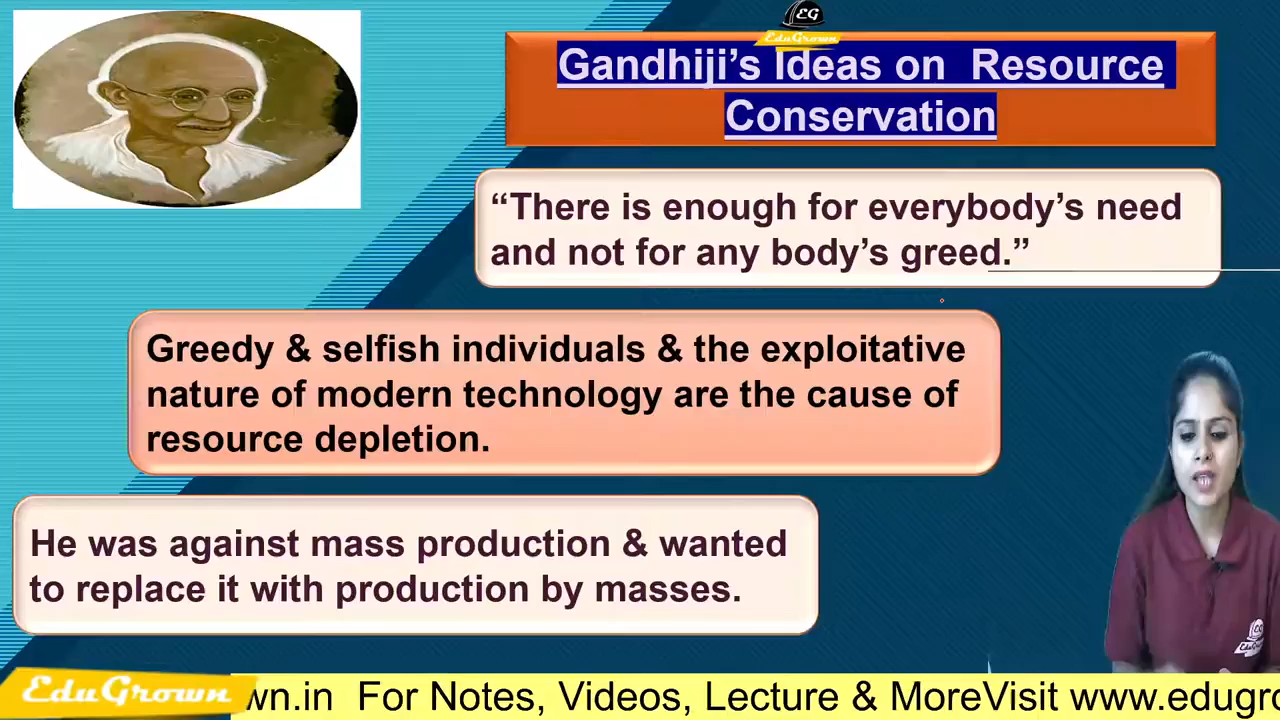 EG
EduGrown
Gandhiji’s Ideas on Resource
Conservation
“There is enough for everybody’s need
and not for any body’s greed.”
Greedy & selfish individuals & the exploitative
nature of modern technology are the cause of
resource depletion.
He was against mass production & wanted
to replace it with production by masses.
EduGrown
wn.in For Notes, Videos, Lecture & MoreVisit www.edugro